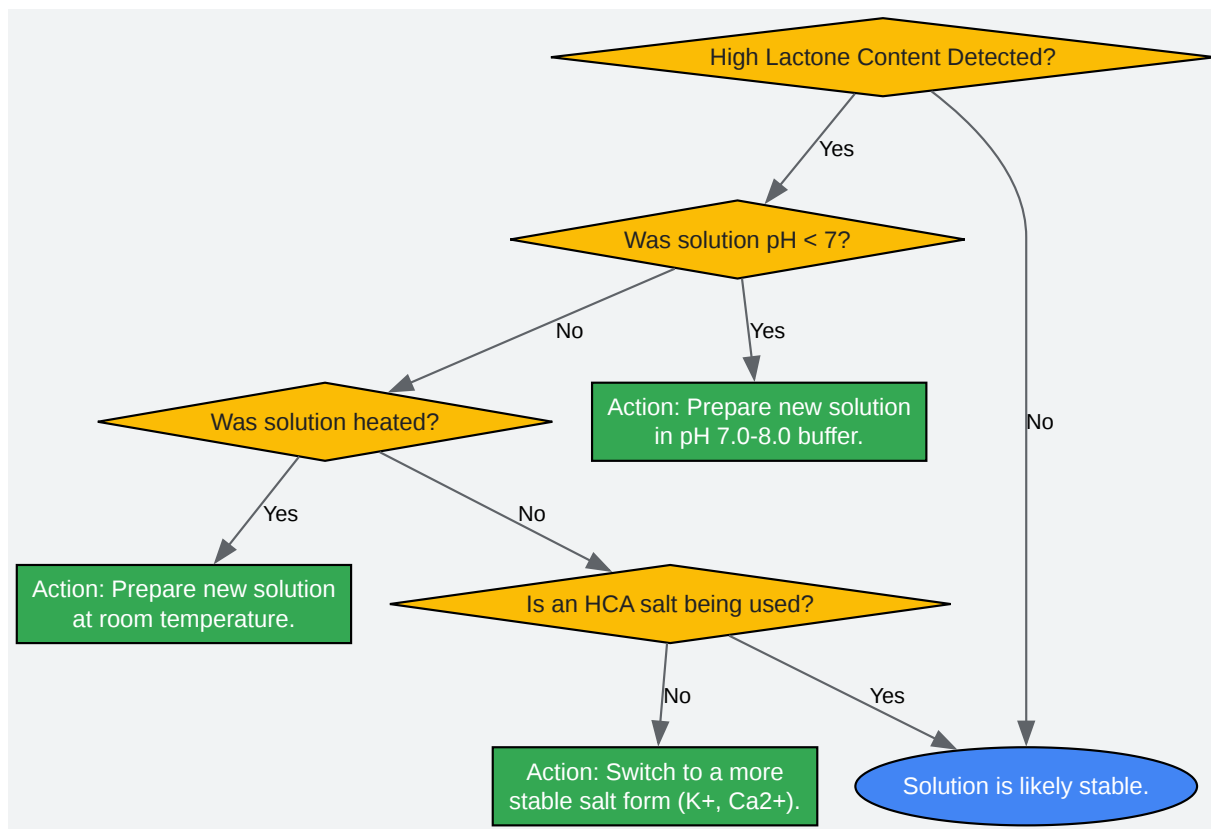 High Lactone Content Detected?
Yes
Was solution pH < 7?
No
Yes
Was solution heated?
Action: Prepare new solution
in pH 7.0-8.0 buffer.
No
Yes
No
Action: Prepare new solution
at room temperature.
Is an HCA salt being used?
No
Yes
Action: Switch to a more
stable salt form (K+, Ca2+).
Solution is likely stable.